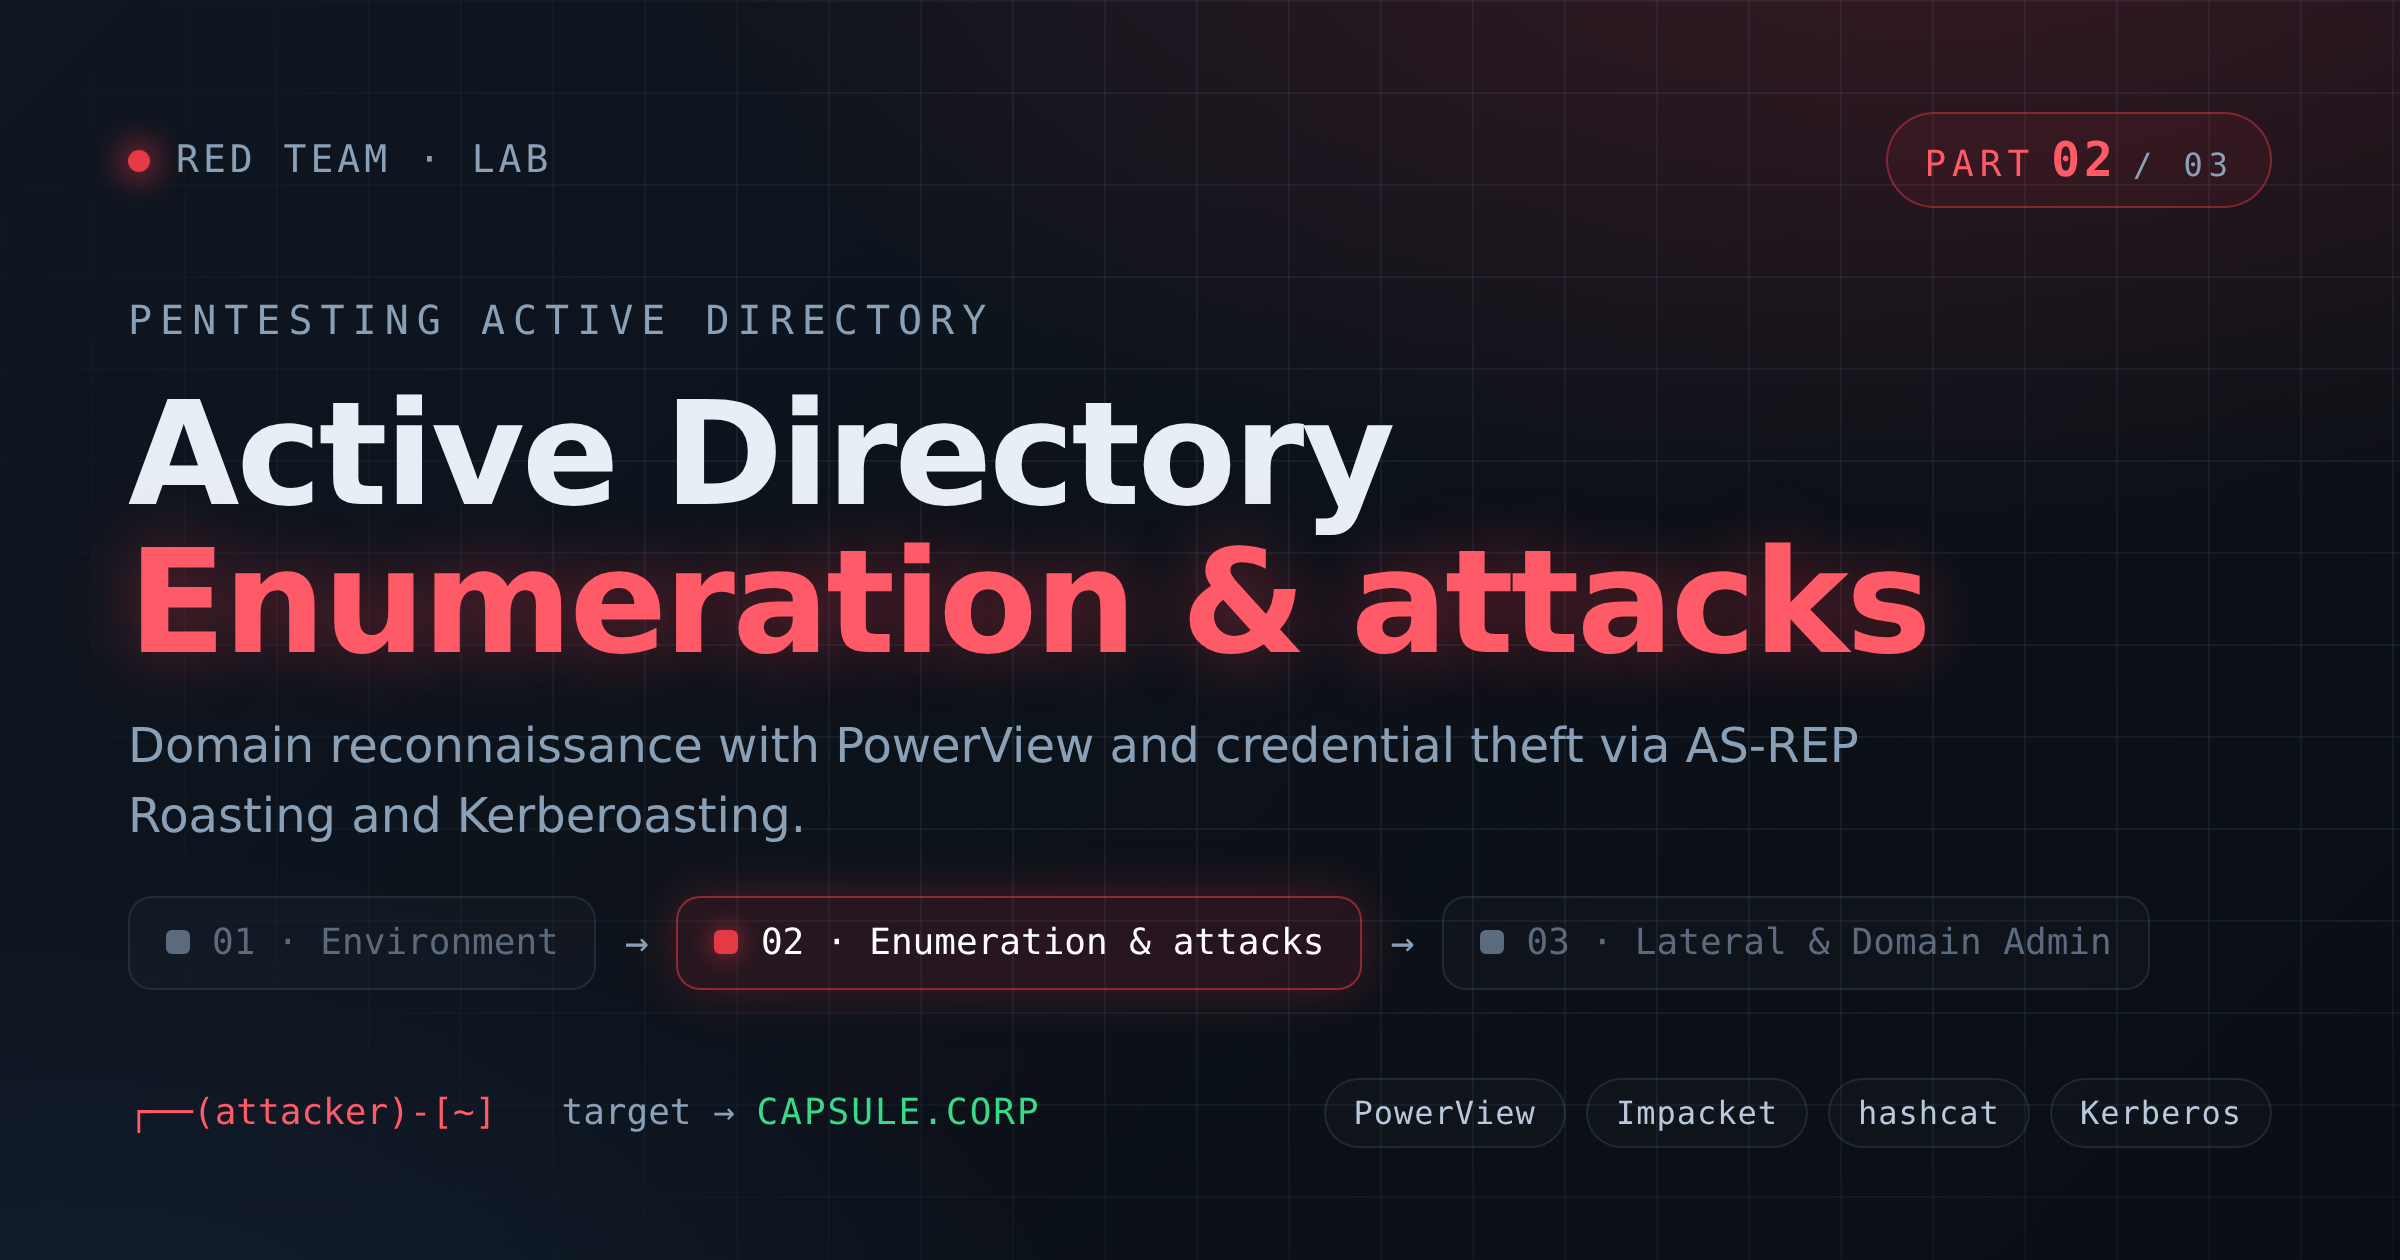 RED TEAM · LAB
PART 02 / 03
PENTESTING ACTIVE DIRECTORY
Active Directory
Enumeration & attacks
Domain reconnaissance with PowerView and credential theft via AS-REP
Roasting and Kerberoasting.
01 · Environment → 02 · Enumeration & attacks → 03 · Lateral & Domain Admin
┌──(attacker)-[~] target → CAPSULE.CORP
PowerView Impacket hashcat Kerberos